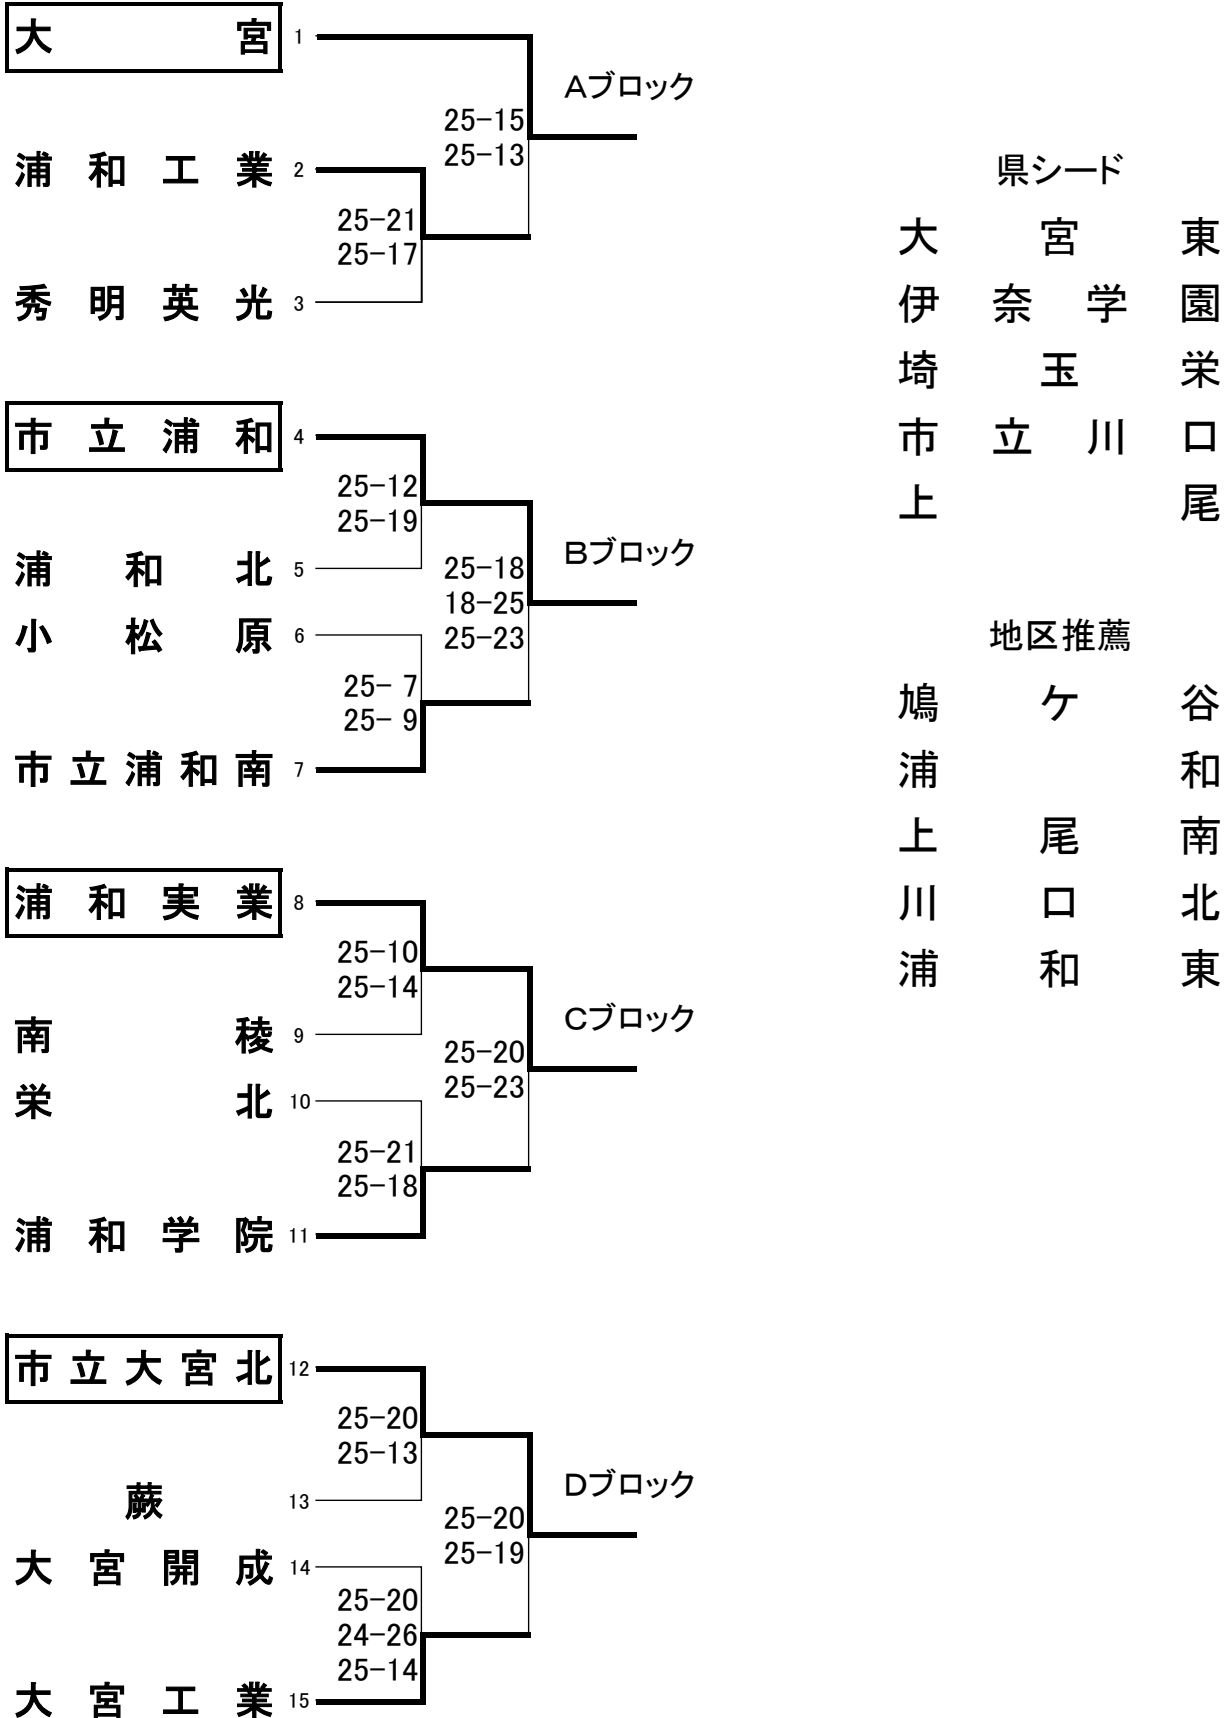 大宮 1
Aブロック
25-15
25-13
浦和工業 2
25-21
25-17
秀明英光 3
市立浦和 4
25-12
25-19
Bブロック
浦和北 5
25-18
18-25
25-23
小松原 6
25- 7
25- 9
市立浦和南 7
浦和実業 8
25-10
25-14
Cブロック
南稜 9
25-20
25-23
栄北 10
25-21
25-18
浦和学院 11
市立大宮北 12
25-20
25-13
Dブロック
蕨 13
25-20
25-19
大宮開成 14
25-20
24-26
25-14
大宮工業 15
県シード
大宮東
伊奈学園
埼玉栄
市立川口
上尾
地区推薦
鳩ケ谷
浦和
上尾南
川口北
浦和東